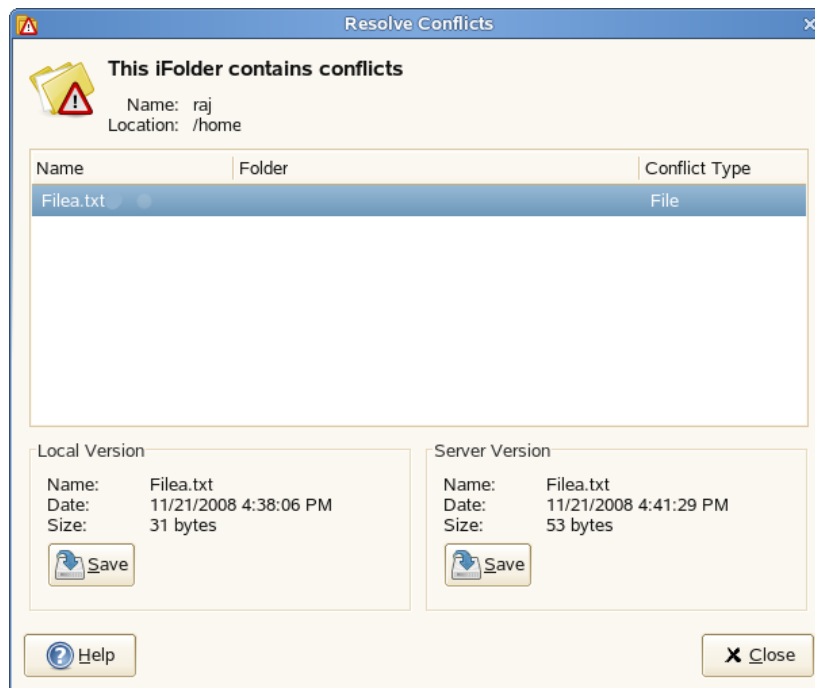 Resolve Conflicts
This iFolder contains conflicts
Name: raj
Location: /home
Name Folder Conflict Type
Filea.txt File
Local Version
Name: Filea.txt
Date: 11/21/2008 4:38:06 PM
Size: 31 bytes
Save
Server Version
Name: Filea.txt
Date: 11/21/2008 4:41:29 PM
Size: 53 bytes
Save
Help
Close